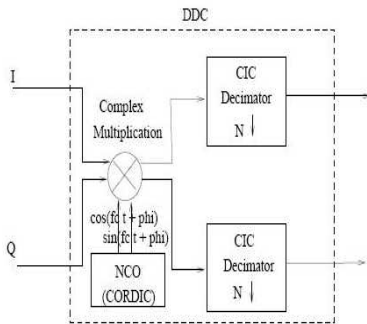 DDC
I
Complex
Multiplication
CIC
Decimator
N
cos(fc t + phi)
sin(fc t + phi)
Q
NCO
(CORDIC)
CIC
Decimator
N